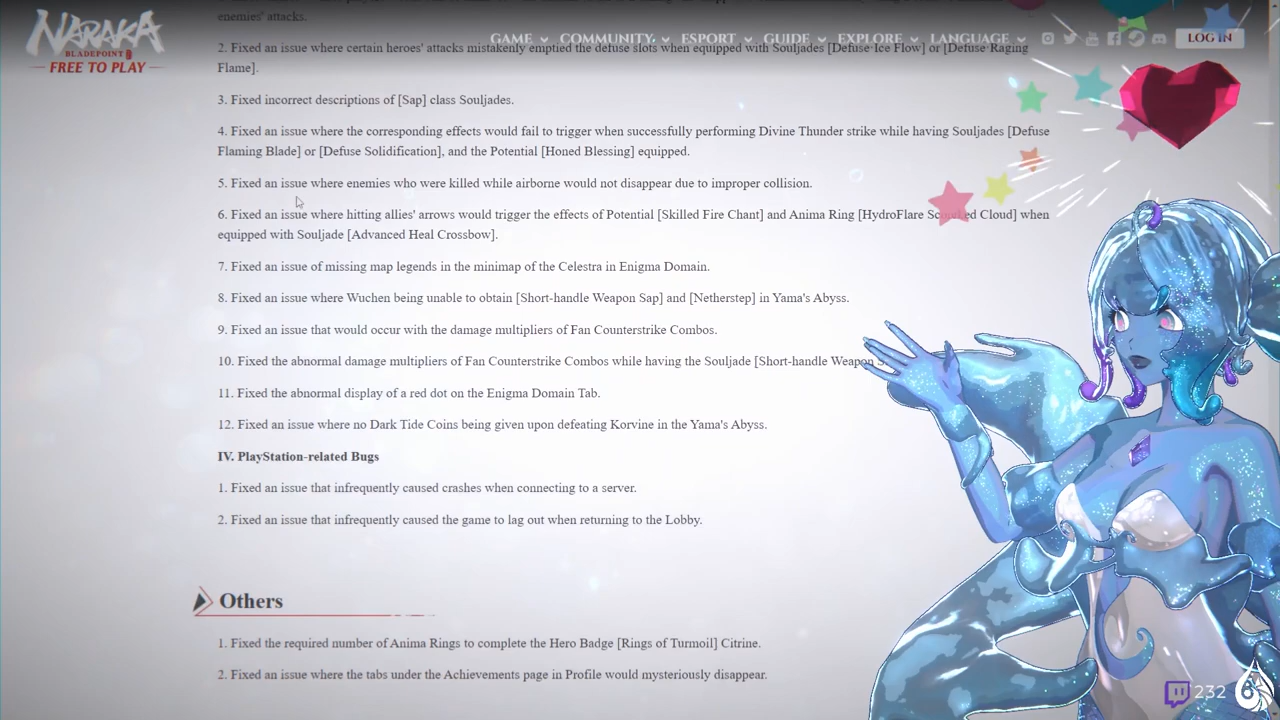 enemies' attacks.
NARAKA
BLADEPOINT
FREE TO PLAY
GAME COMMUNITY ESPORT GUIDE EXPLORE LANGUAGE LOG IN
2. Fixed an issue where certain heroes' attacks mistakenly emptied the defuse slots when equipped with Souljades [Defuse Ice Flow] or [Defuse Raging
Flame].
3. Fixed incorrect descriptions of [Sap] class Souljades.
4. Fixed an issue where the corresponding effects would fail to trigger when successfully performing Divine Thunder strike while having Souljades [Defuse
Flaming Blade] or [Defuse Solidification], and the Potential [Honed Blessing] equipped.
5. Fixed an issue where enemies who were killed while airborne would not disappear due to improper collision.
6. Fixed an issue where hitting allies' arrows would trigger the effects of Potential [Skilled Fire Chant] and Anima Ring [HydroFlare Cloud] when
equipped with Souljade [Advanced Heal Crossbow].
7. Fixed an issue of missing map legends in the minimap of the Celestra in Enigma Domain.
8. Fixed an issue where Wuchen being unable to obtain [Short-handle Weapon Sap] and [Netherstep] in Yama's Abyss.
9. Fixed an issue that would occur with the damage multipliers of Fan Counterstrike Combos.
10. Fixed the abnormal damage multipliers of Fan Counterstrike Combos while having the Souljade [Short-handle Weapon
11. Fixed the abnormal display of a red dot on the Enigma Domain Tab.
12. Fixed an issue where no Dark Tide Coins being given upon defeating Korvine in the Yama's Abyss.
IV. PlayStation-related Bugs
1. Fixed an issue that infrequently caused crashes when connecting to a server.
2. Fixed an issue that infrequently caused the game to lag out when returning to the Lobby.
Others
1. Fixed the required number of Anima Rings to complete the Hero Badge [Rings of Turmoil] Citrine.
2. Fixed an issue where the tabs under the Achievements page in Profile would mysteriously disappear.
232